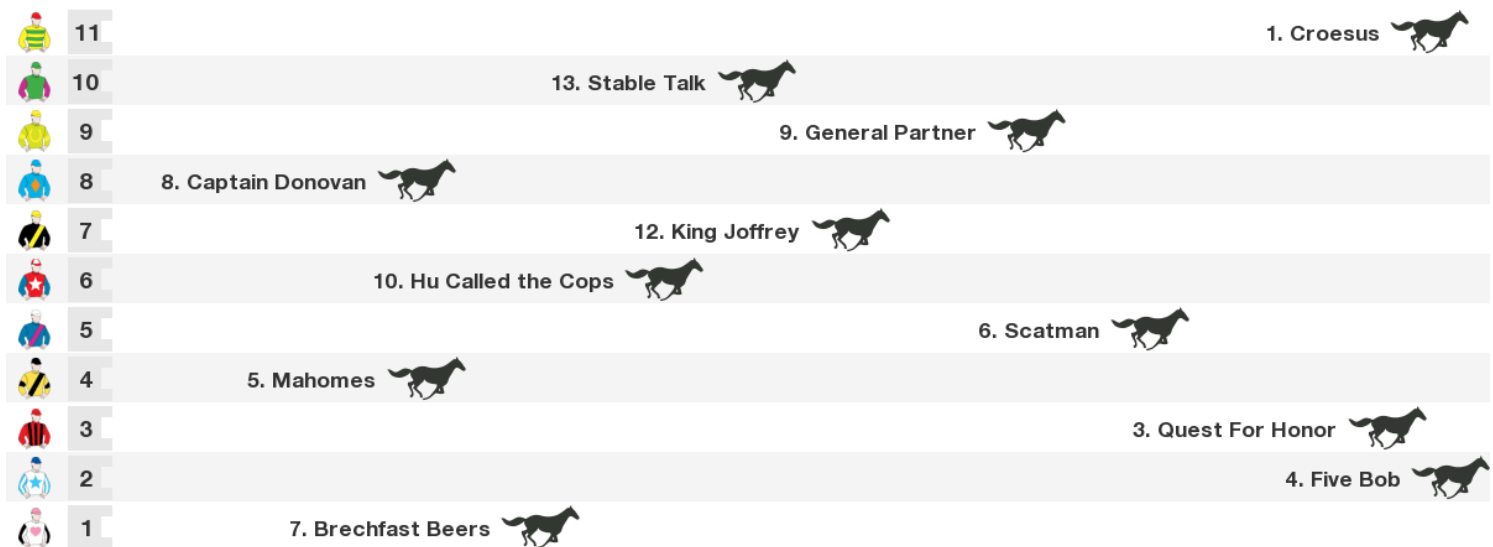 11 1. Croesus
10 13. Stable Talk
9 9. General Partner
8 8. Captain Donovan
7 12. King Joffrey
6 10. Hu Called the Cops
5 6. Scatman
4 5. Mahomes
3 3. Quest For Honor
2 4. Five Bob
1 7. Brechfast Beers